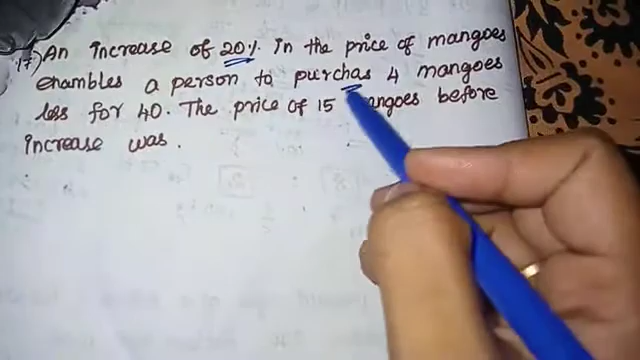 17) An increase of 20% in the price of mangoes
enambles a person to purchas 4 mangoes
less for 40. The price of 15 mangoes before
increase was.